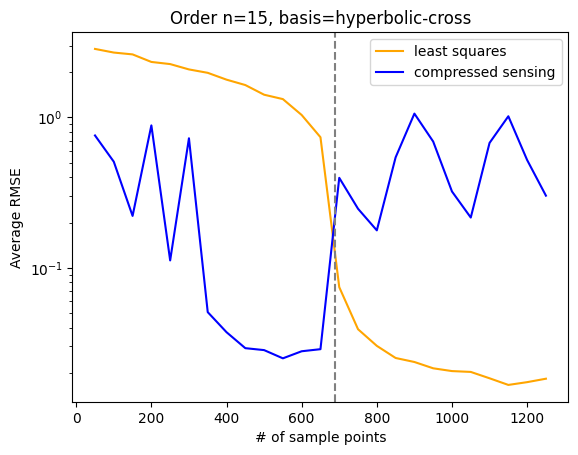 Order n=15, basis=hyperbolic-cross
least squares
compressed sensing
Average RMSE
10⁰
10⁻¹
0 200 400 600 800 1000 1200
# of sample points